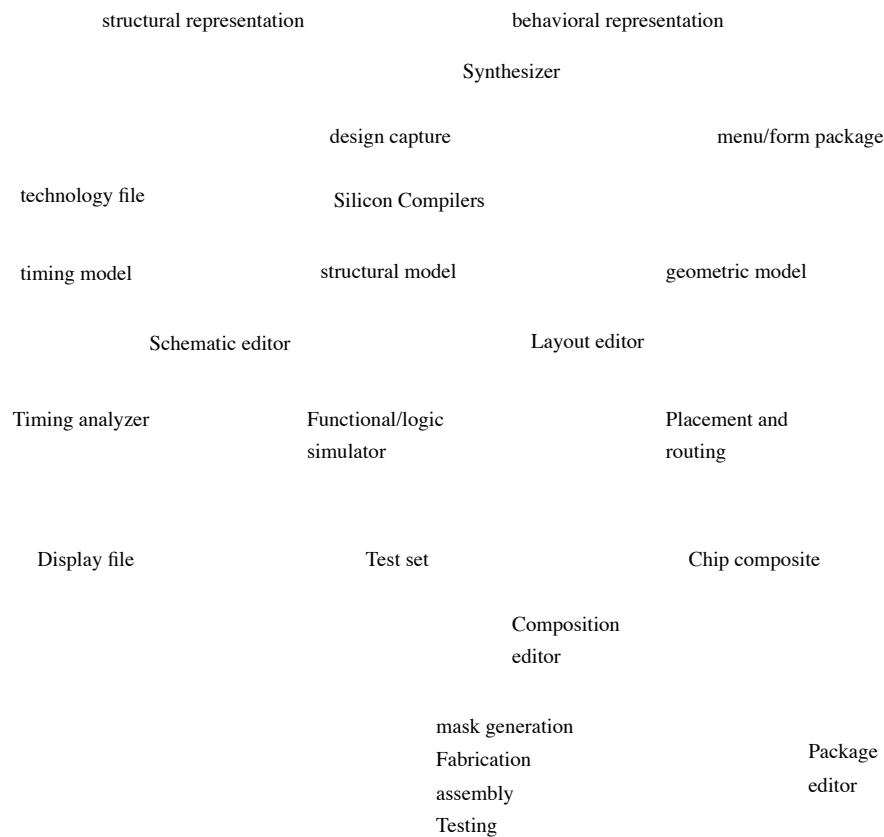 structural representation
behavioral representation
Synthesizer
design capture
menu/form package
technology file
Silicon Compilers
timing model
structural model
geometric model
Schematic editor
Layout editor
Timing analyzer
Functional/logic
simulator
Placement and
routing
Display file
Test set
Chip composite
Composition
editor
mask generation
Fabrication
assembly
Testing
Package
editor